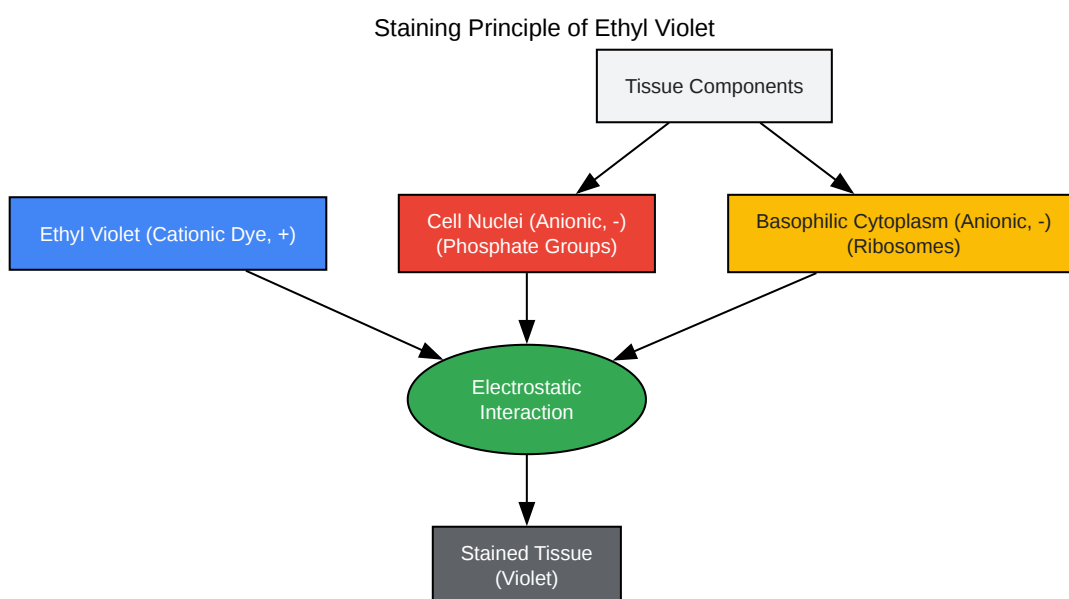 Staining Principle of Ethyl Violet
Tissue Components
Ethyl Violet (Cationic Dye, +)
Cell Nuclei (Anionic, -)
(Phosphate Groups)
Basophilic Cytoplasm (Anionic, -)
(Ribosomes)
Electrostatic
Interaction
Stained Tissue
(Violet)